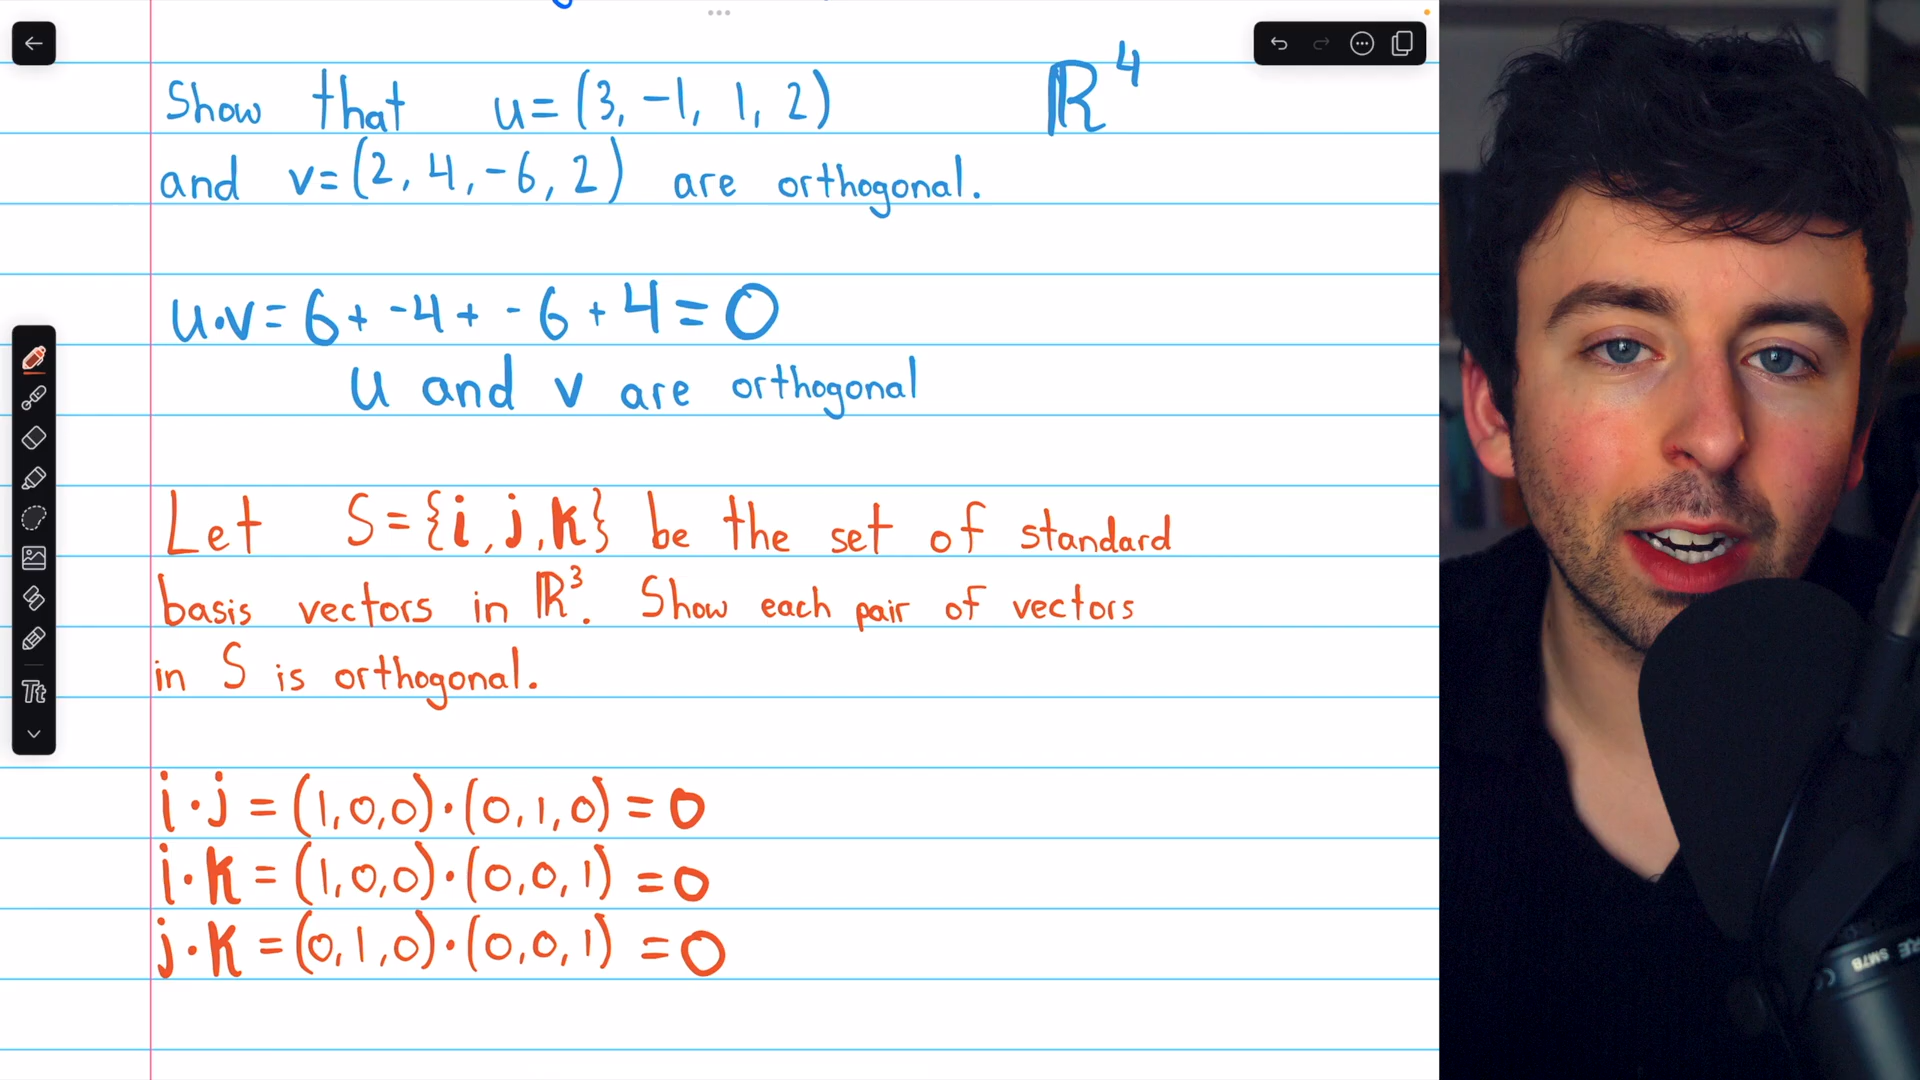 Show that u=(3, -1, 1, 2) ℝ⁴
and v=(2, 4, -6, 2) are orthogonal.
u·v= 6+ -4+ -6 +4=0
u and v are orthogonal
Let S={i, j, k} be the set of standard
basis vectors in ℝ³. Show each pair of vectors
in S is orthogonal.
i·j = (1,0,0)·(0,1,0) = 0
i·k = (1,0,0)·(0,0,1) =0
j·k =(0,1,0)·(0,0,1) =0
Tt
SM7B